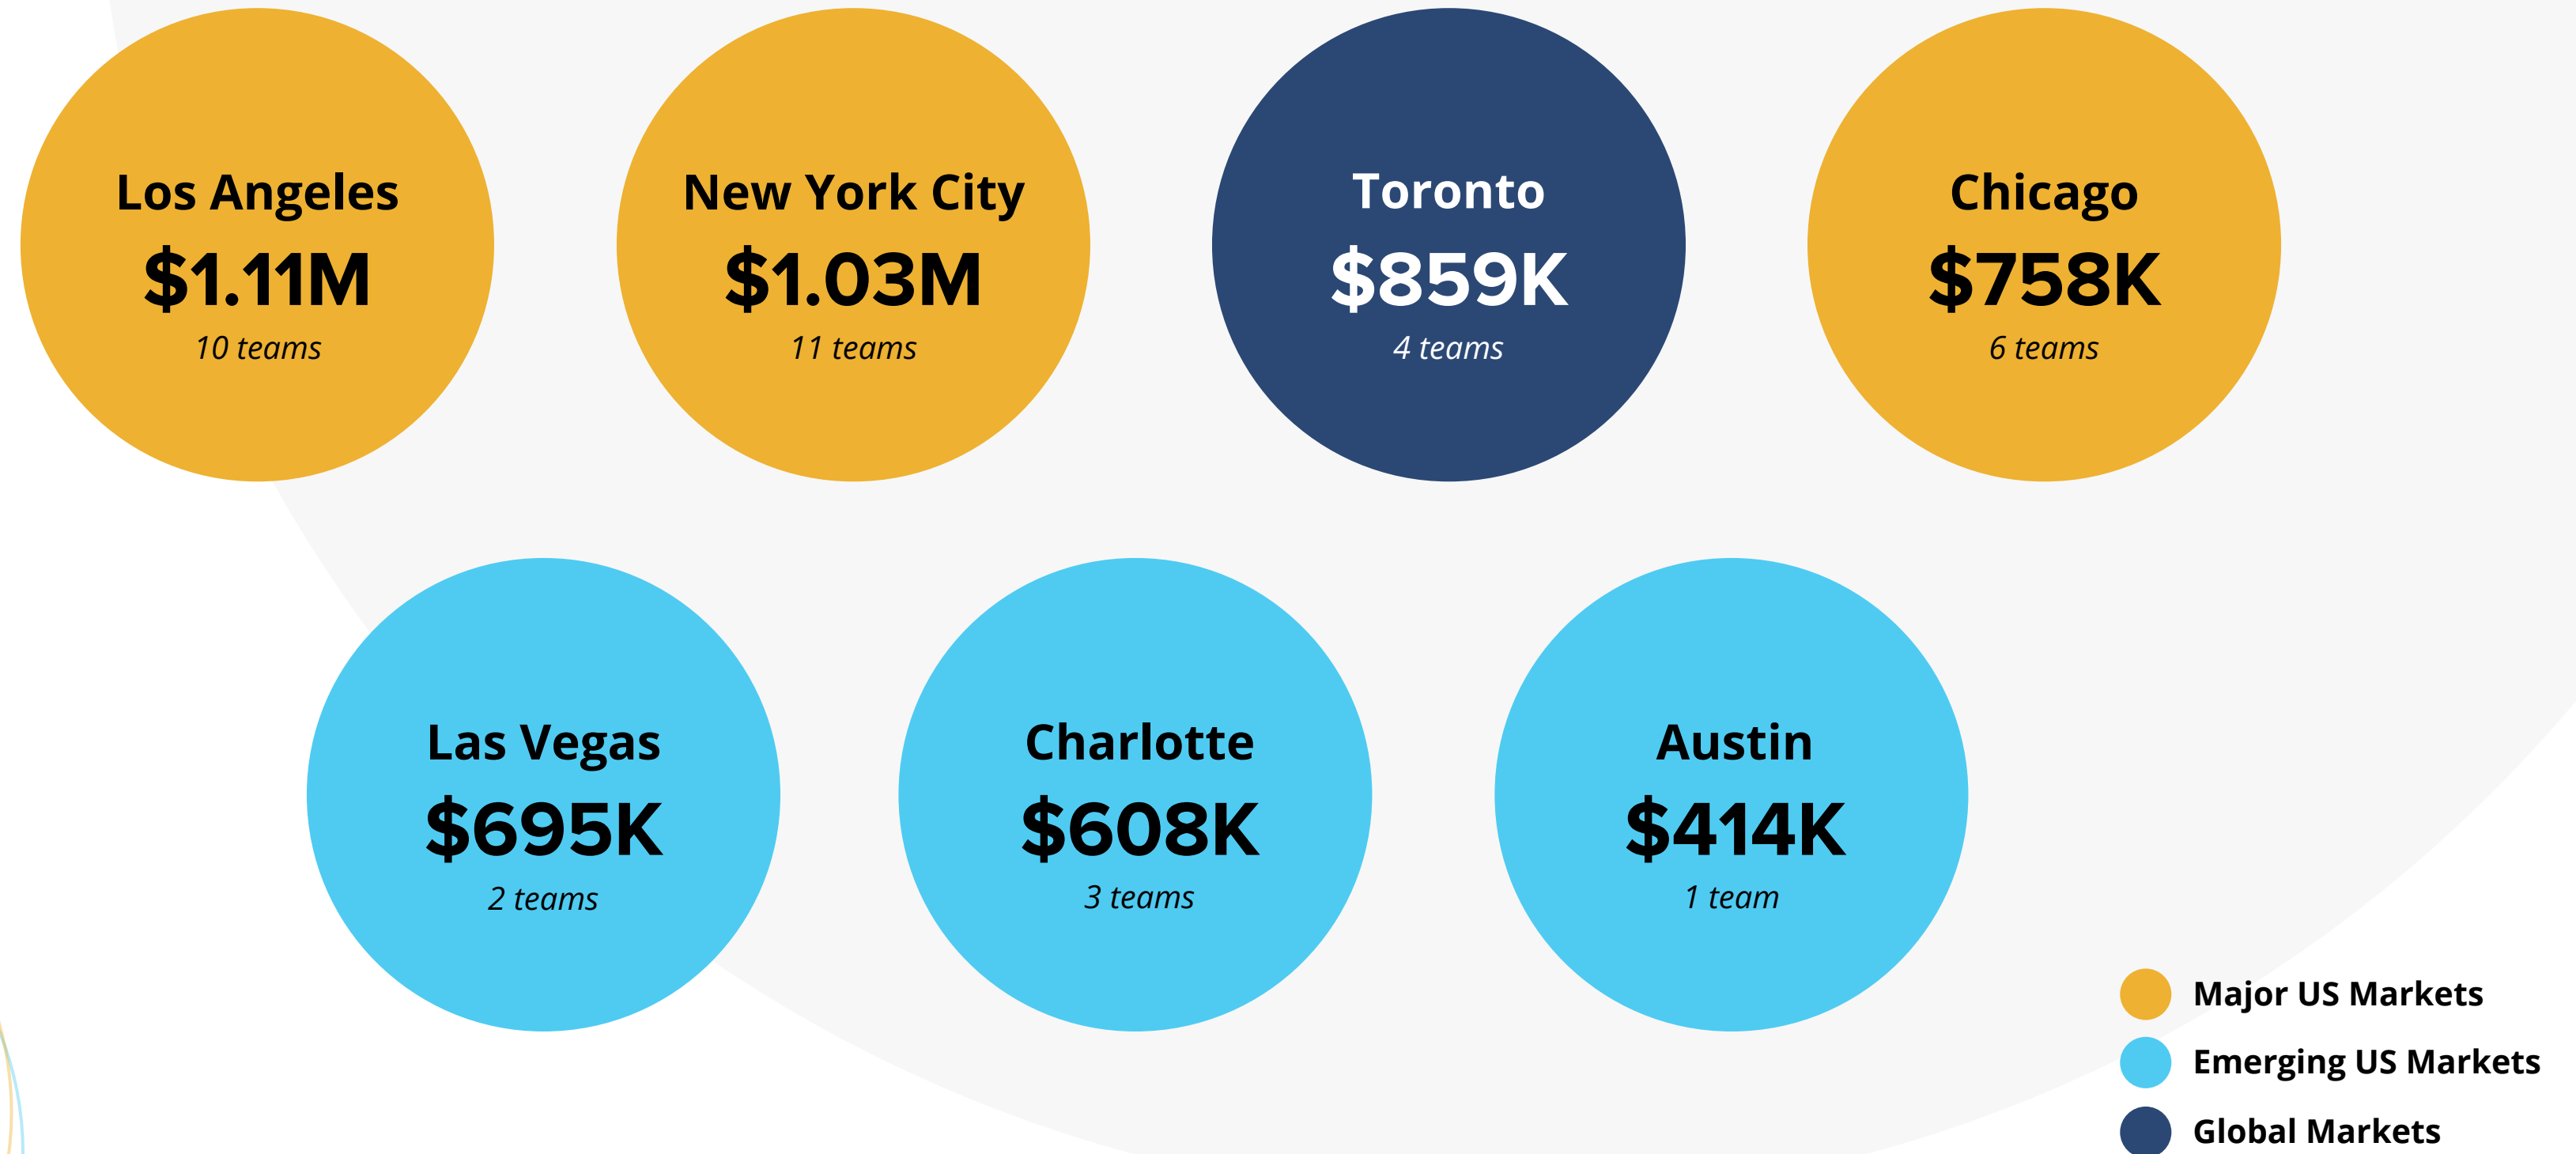 Los Angeles
$1.11M
10 teams
New York City
$1.03M
11 teams
Toronto
$859K
4 teams
Chicago
$758K
6 teams
Las Vegas
$695K
2 teams
Charlotte
$608K
3 teams
Austin
$414K
1 team
Major US Markets
Emerging US Markets
Global Markets